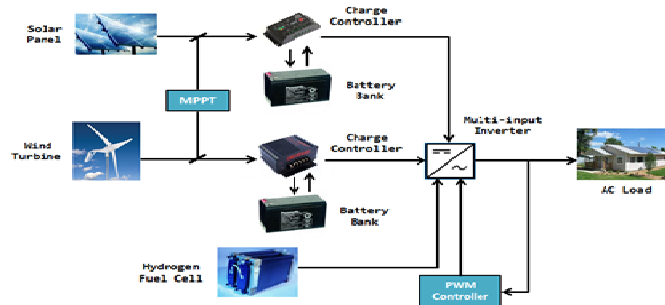 Solar
Panel
Charge
Controller
MPPT
Battery
Bank
Wind
Turbine
Charge
Controller
Multi-input
Inverter
AC Load
Battery
Bank
Hydrogen
Fuel Cell
PWM
Controller